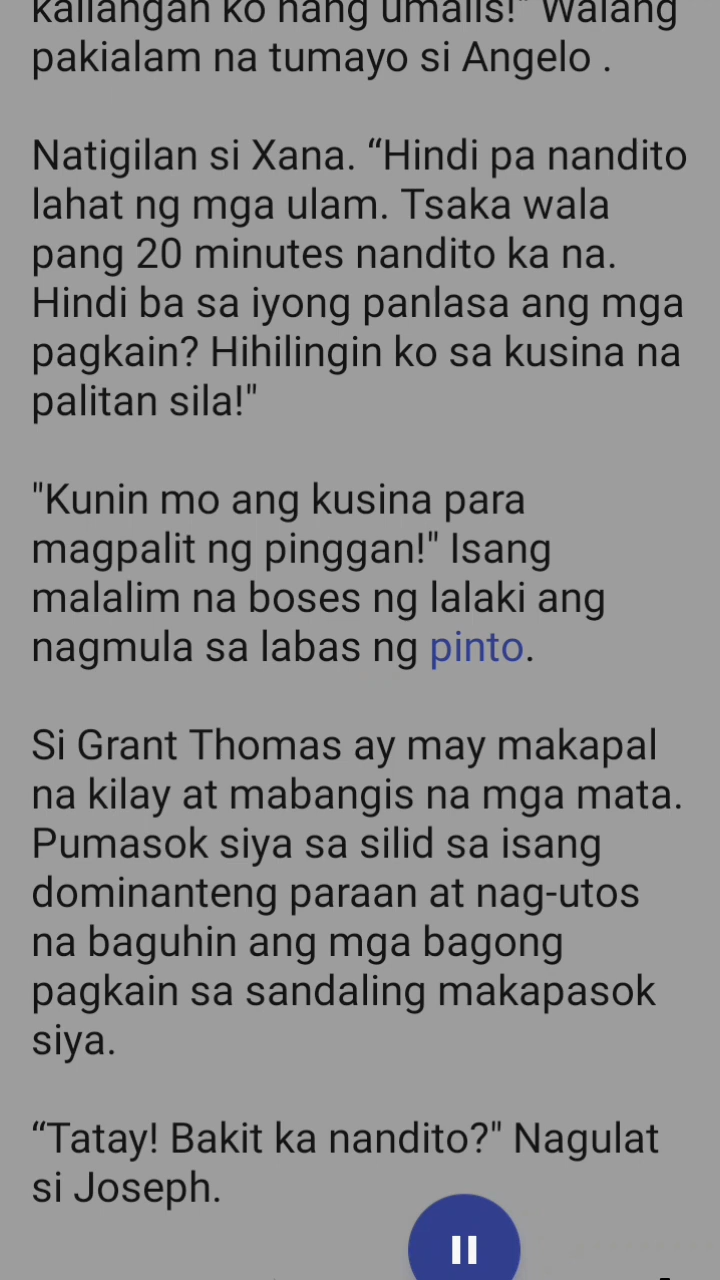 kailangan ko nang umalis!" Walang
pakialam na tumayo si Angelo .
Natigilan si Xana. “Hindi pa nandito
lahat ng mga ulam. Tsaka wala
pang 20 minutes nandito ka na.
Hindi ba sa iyong panlasa ang mga
pagkain? Hihilingin ko sa kusina na
palitan sila!"
"Kunin mo ang kusina para
magpalit ng pinggan!" Isang
malalim na boses ng lalaki ang
nagmula sa labas ng pinto.
Si Grant Thomas ay may makapal
na kilay at mabangis na mga mata.
Pumasok siya sa silid sa isang
dominanteng paraan at nag-utos
na baguhin ang mga bagong
pagkain sa sandaling makapasok
siya.
“Tatay! Bakit ka nandito?" Nagulat
si Joseph.